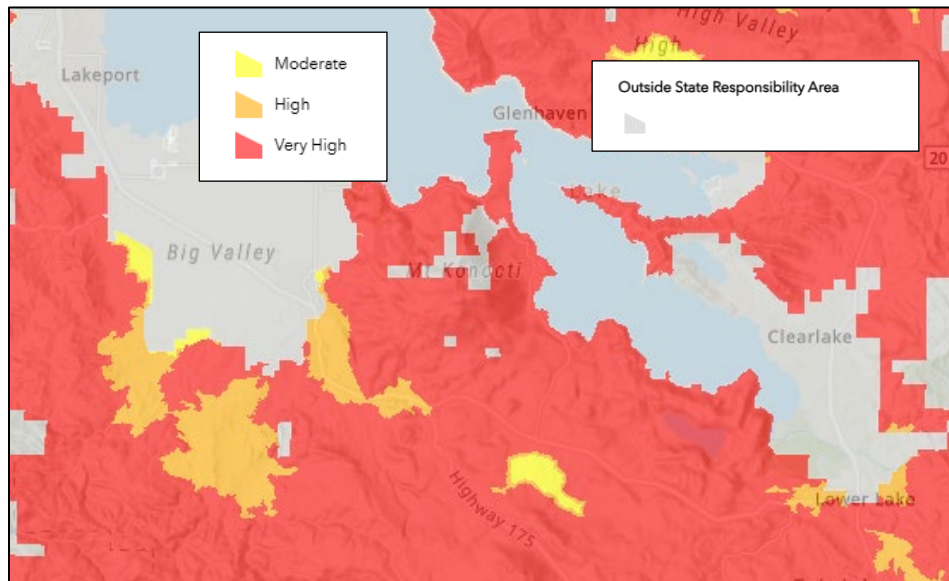 High Valley
High
Lakeport
Moderate
High
Very High
Outside State Responsibility Area
Glenhaven
20
Lake
Big Valley
Mt Konocti
Clearlake
Highway 175
Lower Lake